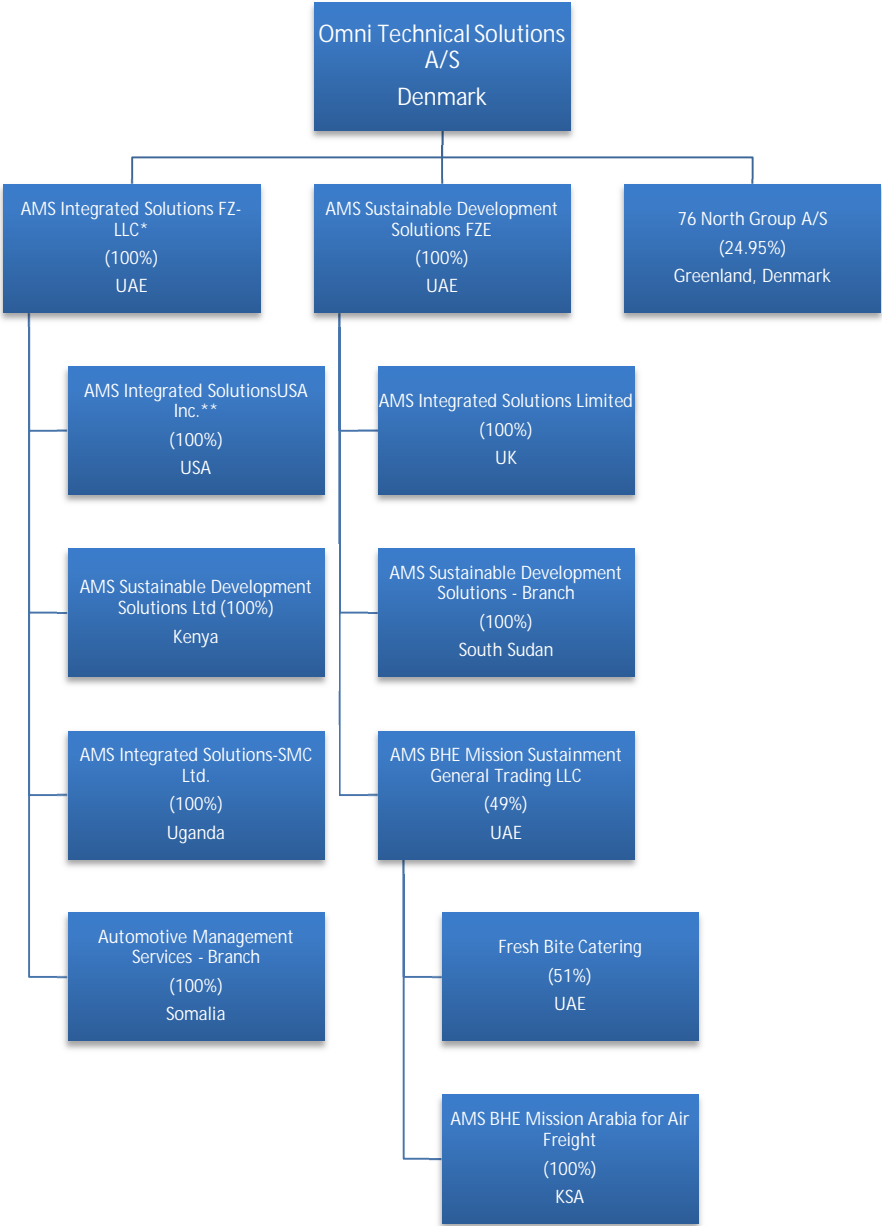 Omni Technical Solutions
A/S
Denmark
AMS Integrated Solutions FZ-
LLC*
(100%)
UAE
AMS Sustainable Development
Solutions FZE
(100%)
UAE
76 North Group A/S
(24.95%)
Greenland, Denmark
AMS Integrated SolutionsUSA
Inc.**
(100%)
USA
AMS Integrated Solutions Limited
(100%)
UK
AMS Sustainable Development
Solutions Ltd (100%)
Kenya
AMS Sustainable Development
Solutions - Branch
(100%)
South Sudan
AMS Integrated Solutions-SMC
Ltd.
(100%)
Uganda
AMS BHE Mission Sustainment
General Trading LLC
(49%)
UAE
Automotive Management
Services - Branch
(100%)
Somalia
Fresh Bite Catering
(51%)
UAE
AMS BHE Mission Arabia for Air
Freight
(100%)
KSA